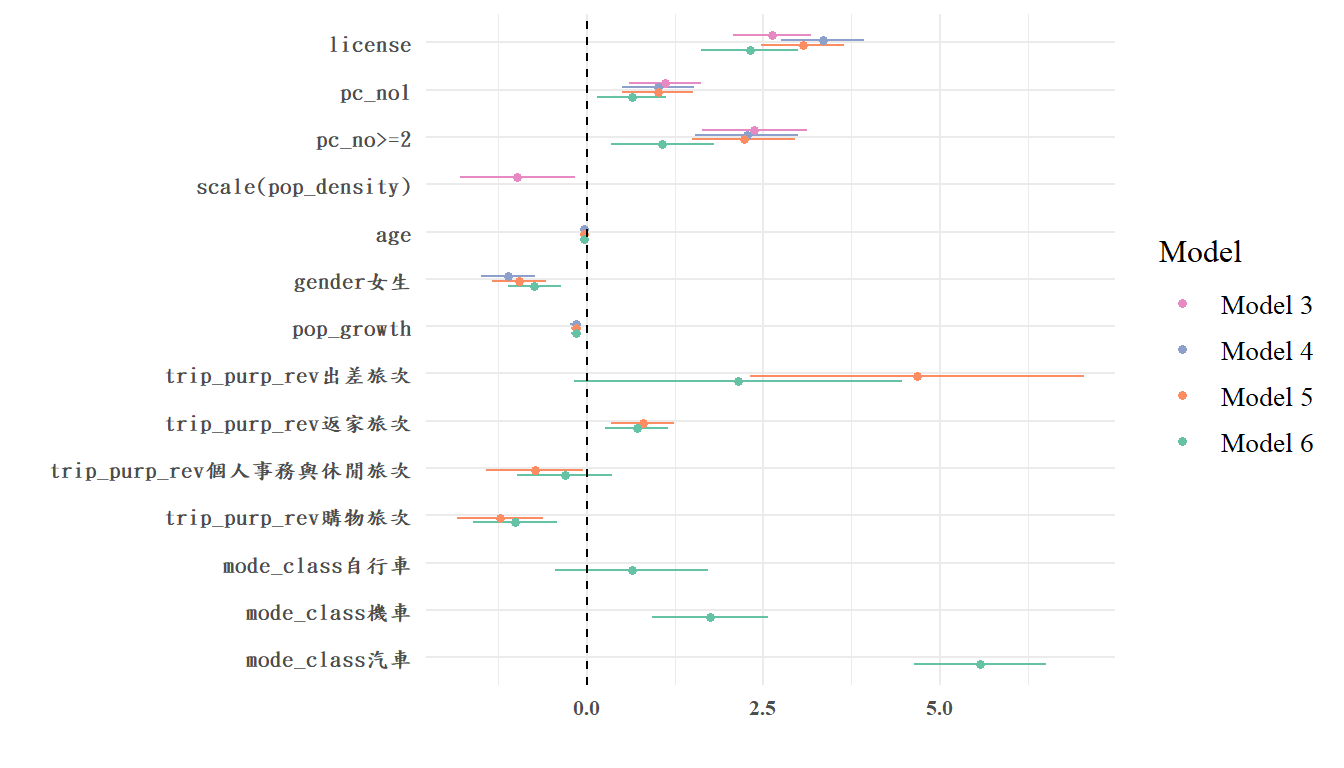 license
pc_no1
pc_no>=2
scale(pop_density)
age
gender女生
pop_growth
trip_purp_rev出差旅次
trip_purp_rev返家旅次
trip_purp_rev個人事務與休閒旅次
trip_purp_rev購物旅次
mode_class自行車
mode_class機車
mode_class汽車
0.0 2.5 5.0
Model
Model 3
Model 4
Model 5
Model 6